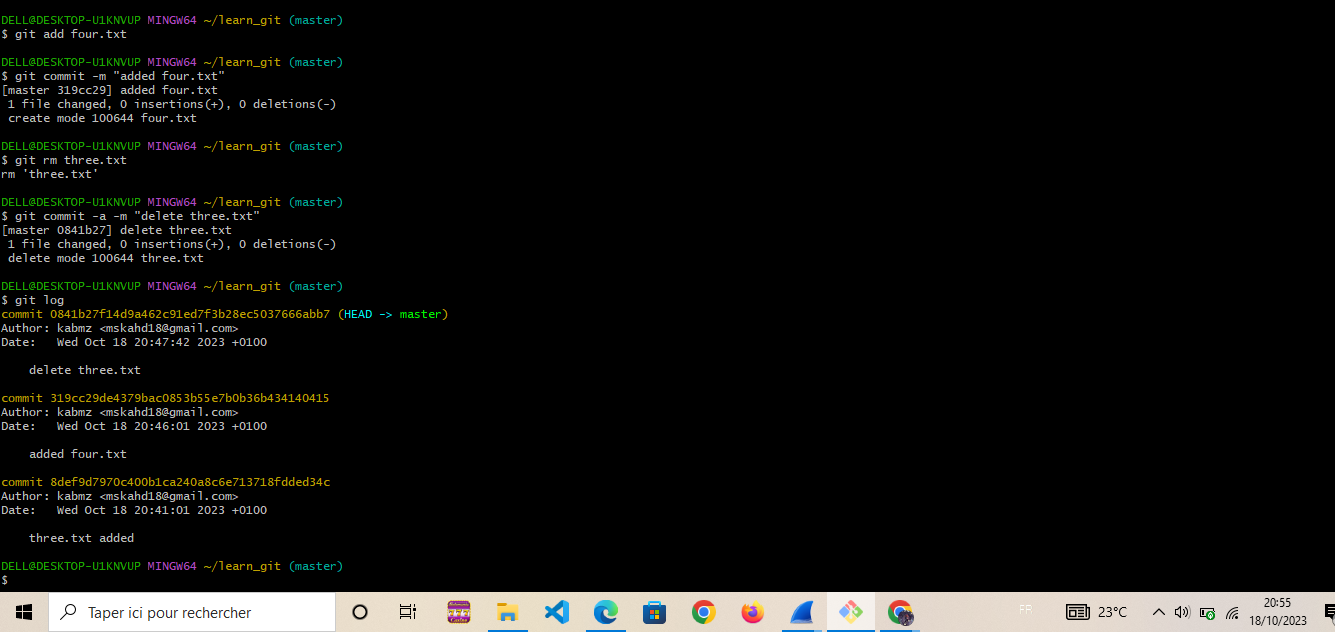 DELL@DESKTOP-U1KNVUP MINGW64 ~/learn_git (master)
$ git add four.txt
DELL@DESKTOP-U1KNVUP MINGW64 ~/learn_git (master)
$ git commit -m "added four.txt"
[master 319cc29] added four.txt
 1 file changed, 0 insertions(+), 0 deletions(-)
 create mode 100644 four.txt
DELL@DESKTOP-U1KNVUP MINGW64 ~/learn_git (master)
$ git rm three.txt
rm 'three.txt'
DELL@DESKTOP-U1KNVUP MINGW64 ~/learn_git (master)
$ git commit -a -m "delete three.txt"
[master 0841b27] delete three.txt
 1 file changed, 0 insertions(+), 0 deletions(-)
 delete mode 100644 three.txt
DELL@DESKTOP-U1KNVUP MINGW64 ~/learn_git (master)
$ git log
commit 0841b27f14d9a462c91ed7f3b28ec5037666abb7 (HEAD -> master)
Author: kabmz <mskahd18@gmail.com>
Date:   Wed Oct 18 20:47:42 2023 +0100
    delete three.txt
commit 319cc29de4379bac0853b55e7b0b36b434140415
Author: kabmz <mskahd18@gmail.com>
Date:   Wed Oct 18 20:46:01 2023 +0100
    added four.txt
commit 8def9d7970c400b1ca240a8c6e713718fdded34c
Author: kabmz <mskahd18@gmail.com>
Date:   Wed Oct 18 20:41:01 2023 +0100
    three.txt added
DELL@DESKTOP-U1KNVUP MINGW64 ~/learn_git (master)
$
Taper ici pour rechercher
FR
23°C
20:55
18/10/2023